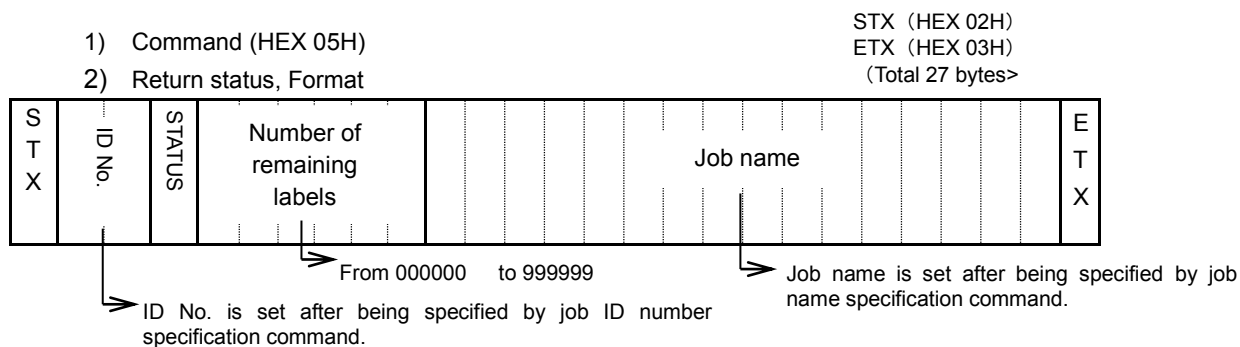 STX（HEX 02H）
1) Command (HEX 05H)
ETX（HEX 03H）
2) Return status, Format
（Total 27 bytes>
STX
ID No.
STATUS
Number of
remaining
labels
Job name
ETX
From 000000 to 999999
Job name is set after being specified by job
name specification command.
ID No. is set after being specified by job ID number
specification command.